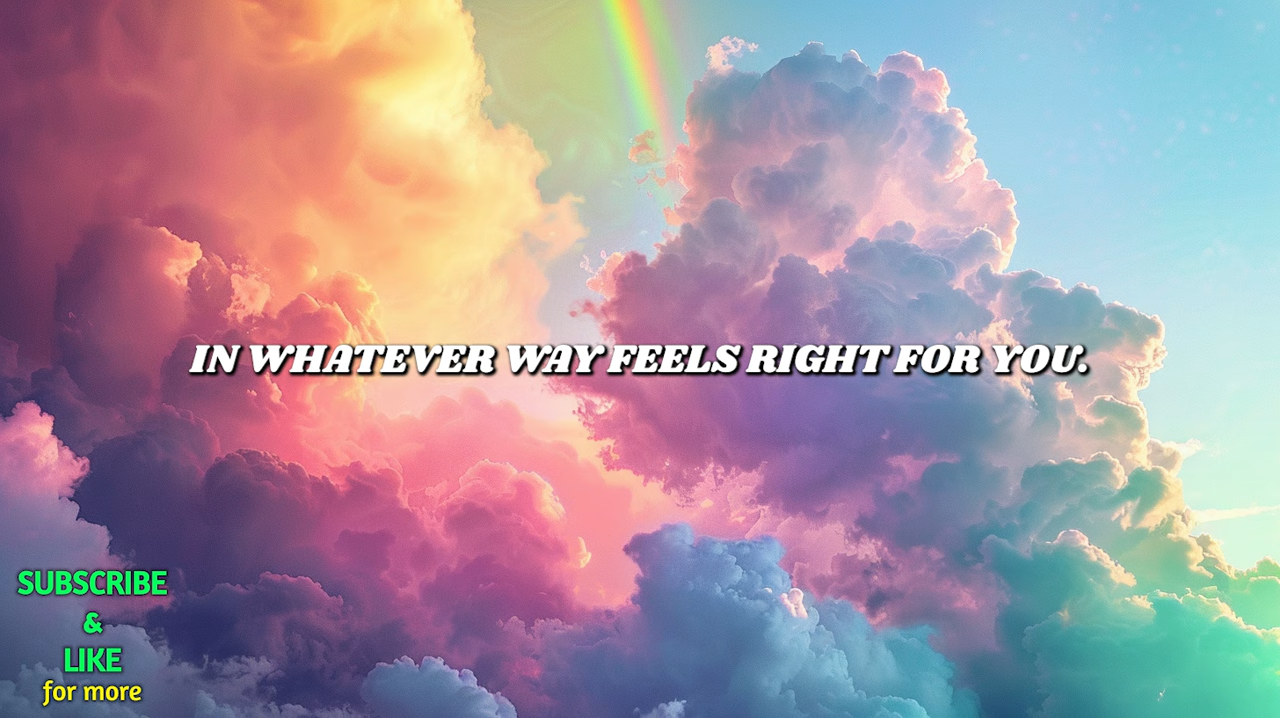 IN WHATEVER WAY FEELS RIGHT FOR YOU.
SUBSCRIBE
&
LIKE
for more